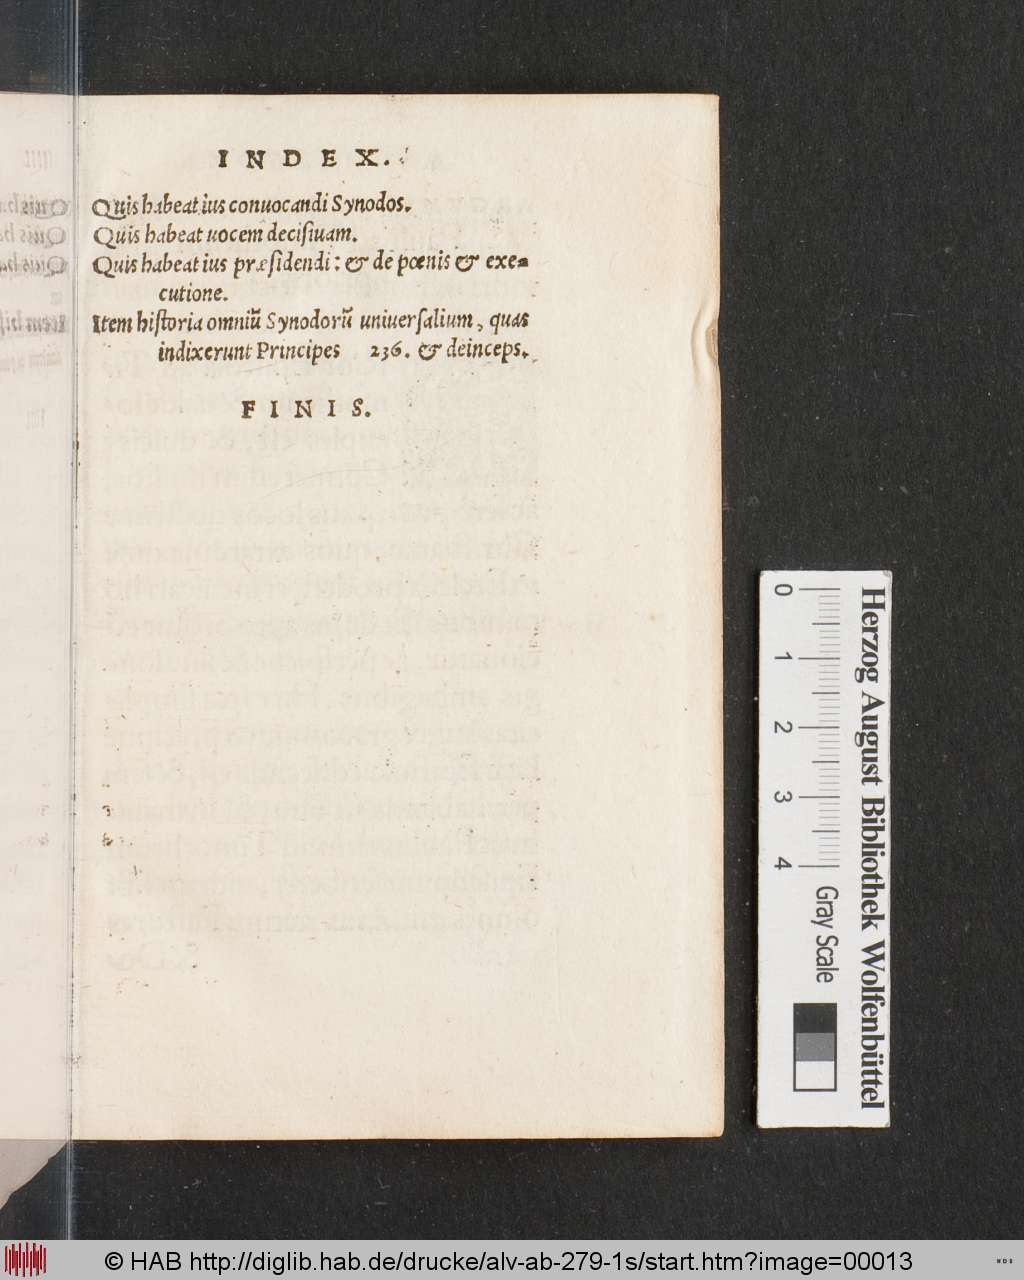 INDEX.
Quis habeat ius conuocandi Synodos.
Quis habeat uocem decisiuam.
Quis habeat ius præsidendi: & de pœnis & exe-
cutione.
Item historia omniũ Synodorũ uniuersalium, quas
indixerunt Principes 236. & deinceps.
FINIS.
0 1 2 3 4
Gray Scale
Herzog August Bibliothek Wolfenbüttel
© HAB http://diglib.hab.de/drucke/alv-ab-279-1s/start.htm?image=00013